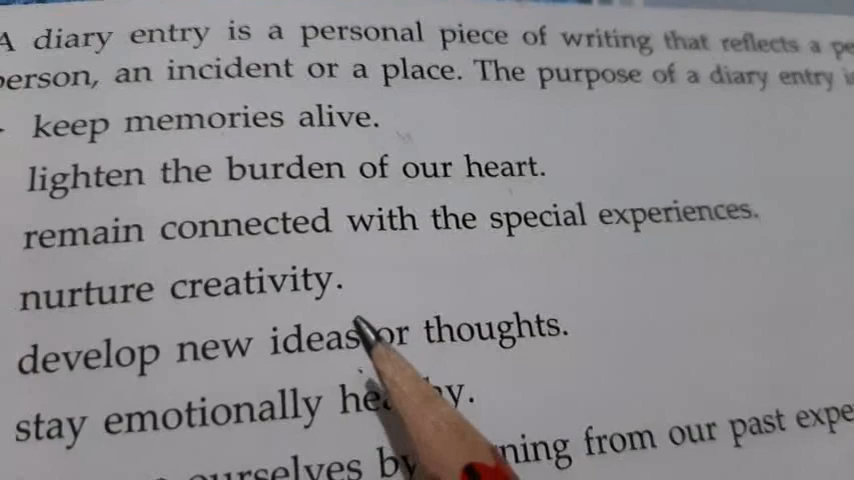 A diary entry is a personal piece of writing that reflects a
person, an incident or a place. The purpose of a diary entry
keep memories alive.
lighten the burden of our heart.
remain connected with the special experiences.
nurture creativity.
develop new ideas or thoughts.
stay emotionally
ourselves by from our past